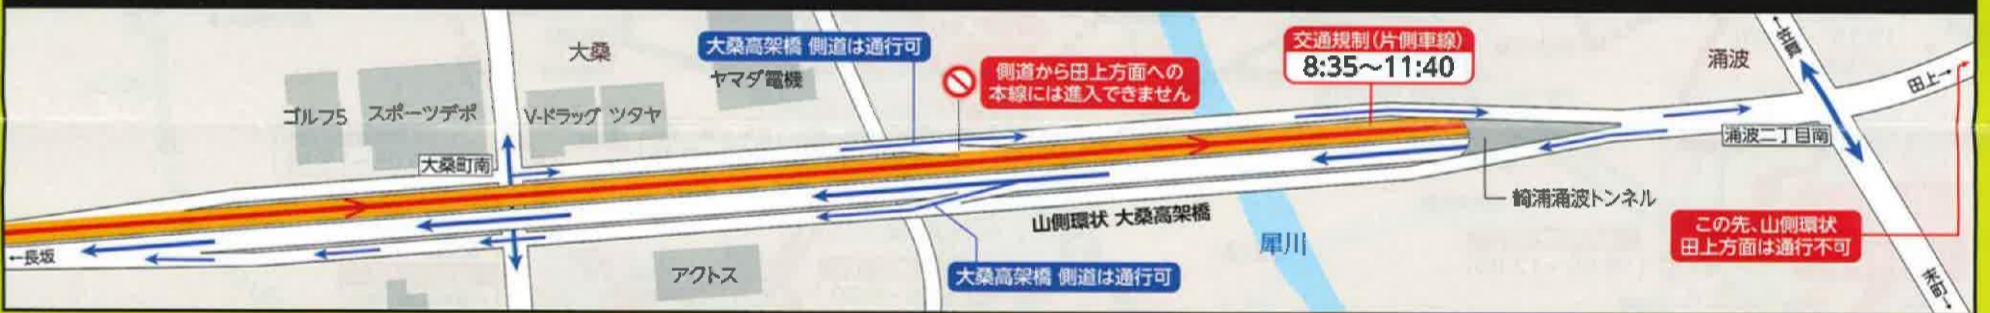 大桑
大桑高架橋 側道は通行可
ヤマダ電機
側道から田上方面への
本線には進入できません
交通規制(片側車線)
8:35〜11:40
涌波
←笠舞
田上→
ゴルフ5
スポーツデポ
V-ドラッグ
ツタヤ
大桑町南
涌波二丁目南
崎浦涌波トンネル
山側環状 大桑高架橋
犀川
この先、山側環状
田上方面は通行不可
←長坂
アクトス
大桑高架橋 側道は通行可
末町→